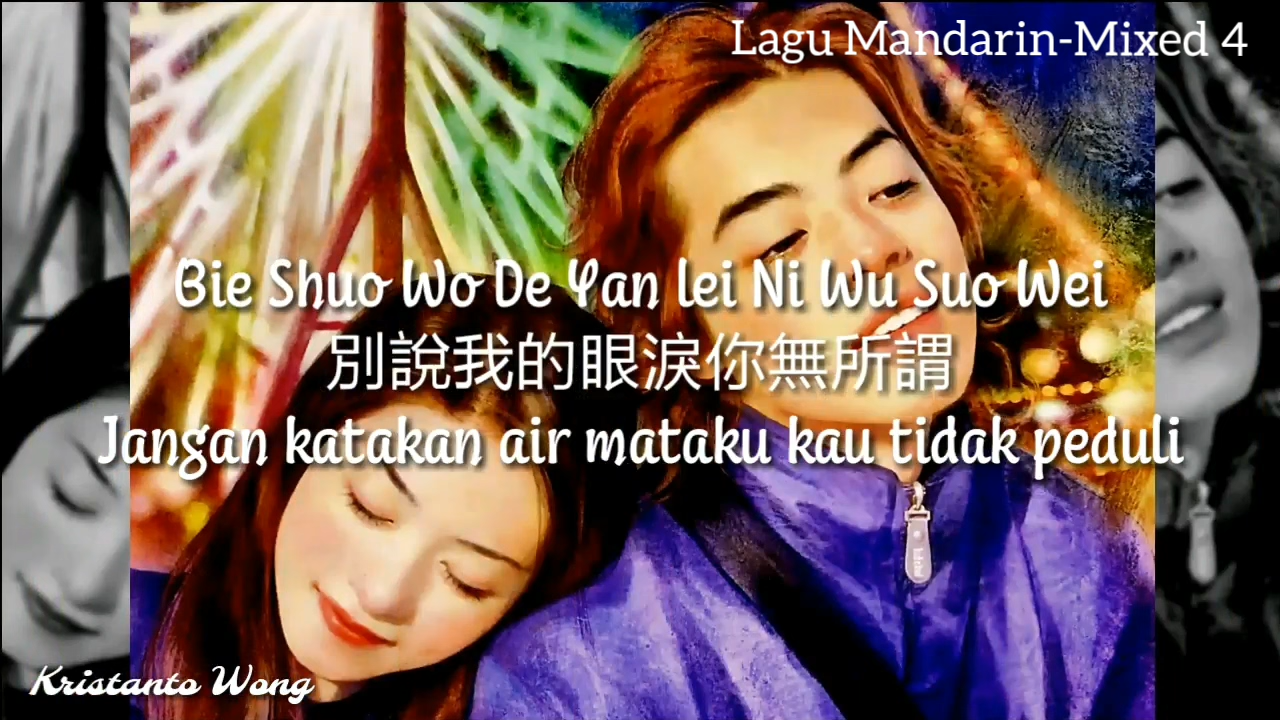 Lagu Mandarin-Mixed 4
Bie Shuo Wo De Yan lei Ni Wu Suo Wei
別說我的眼淚你無所謂
Jangan katakan air mataku kau tidak peduli
Kristanto Wong